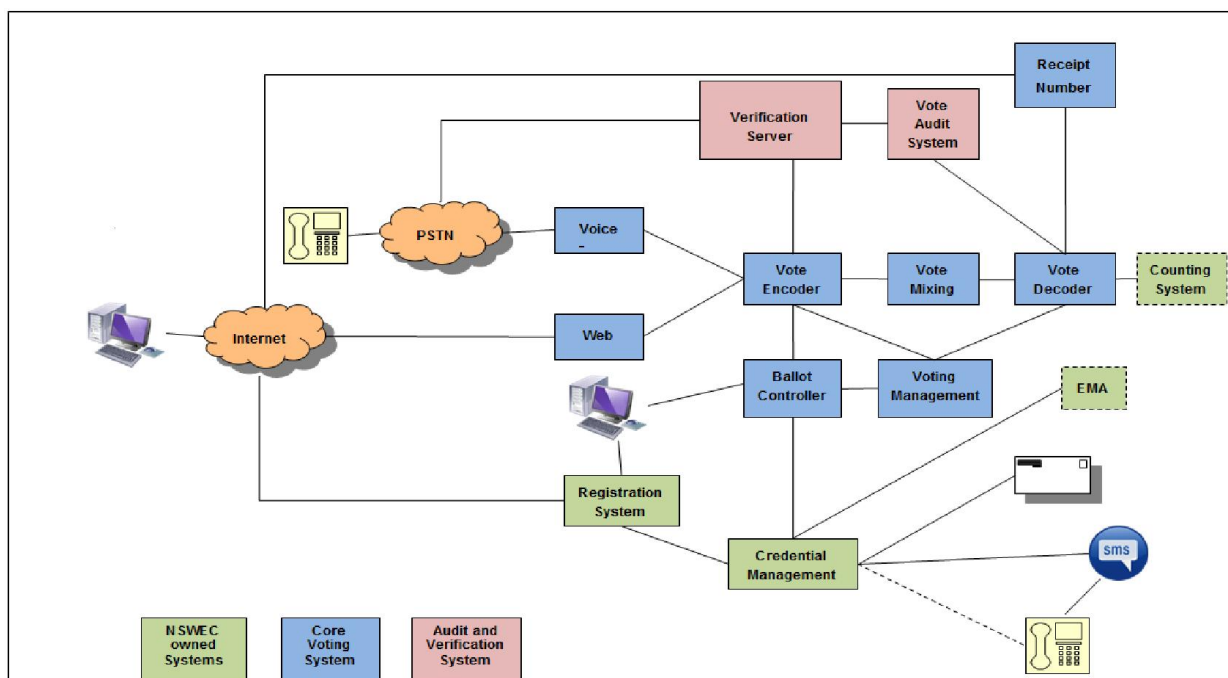 Receipt
Number
Verification
Server
Vote
Audit
System
PSTN
Voice
-
Vote
Encoder
Vote
Mixing
Vote
Decoder
Counting
System
Internet
Web
Ballot
Controller
Voting
Management
EMA
Registration
System
Credential
Management
sms
NSWEC
owned
Systems
Core
Voting
System
Audit and
Verification
System